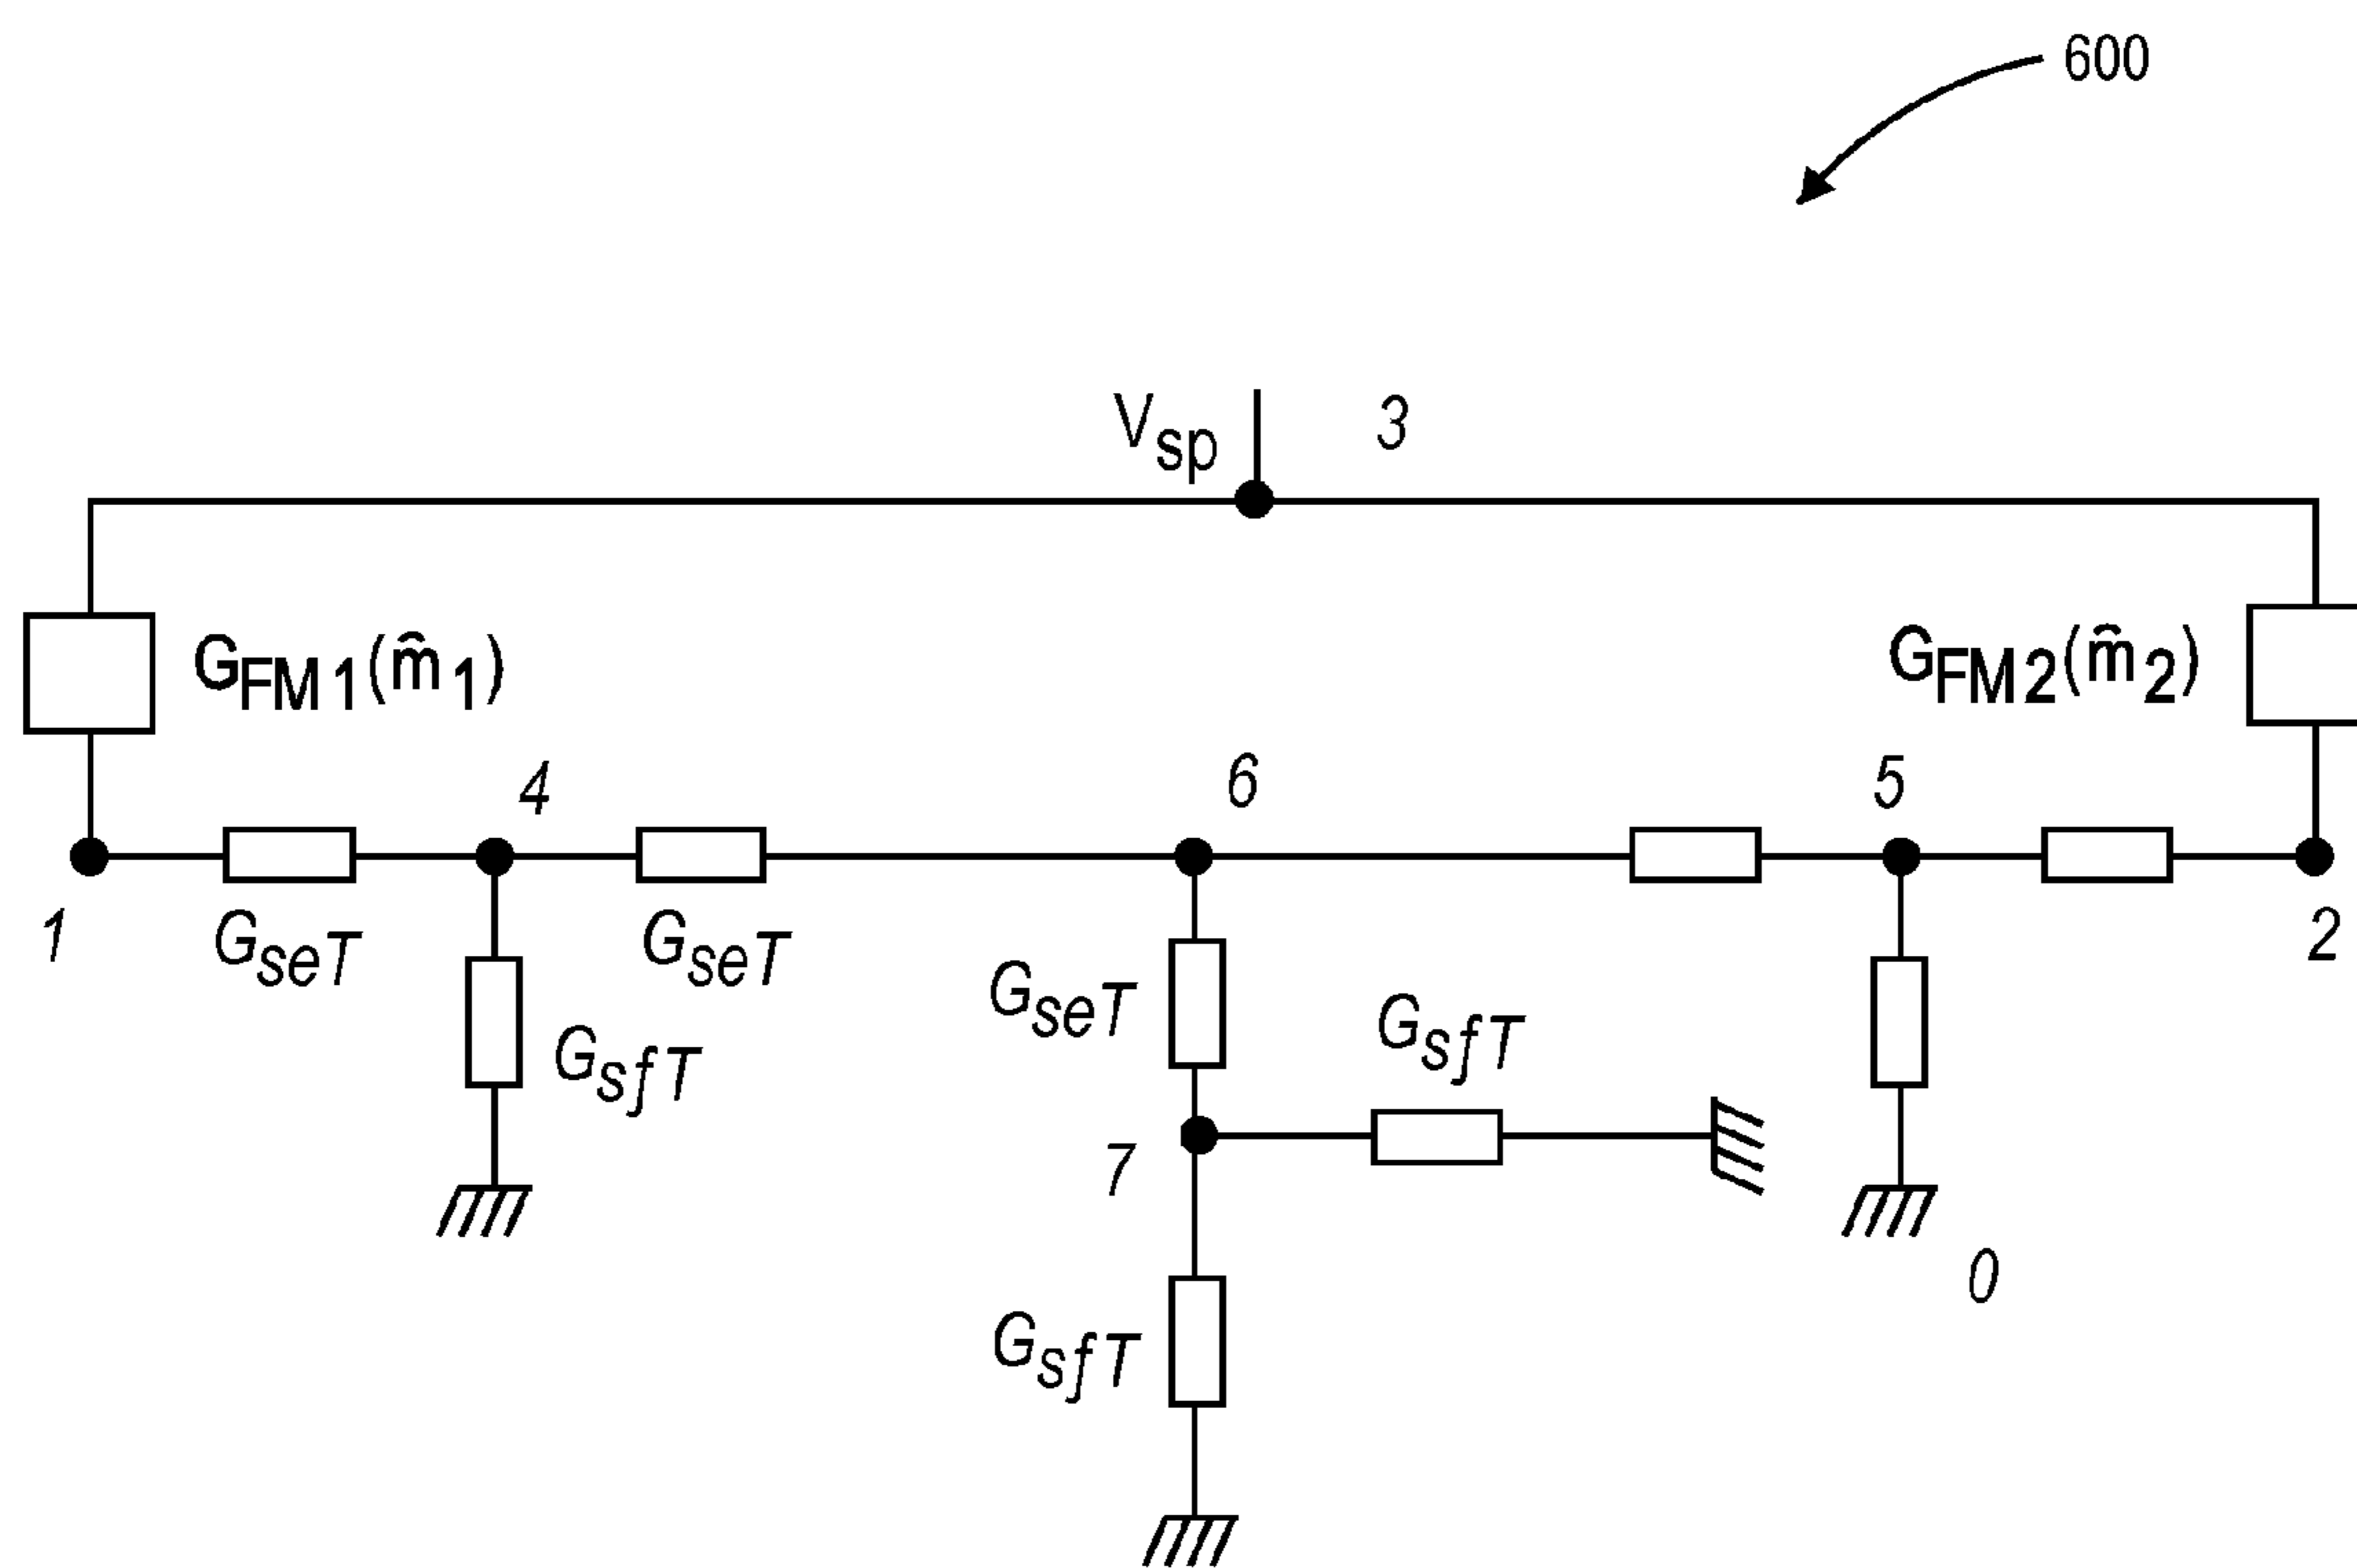 600
Vsp
3
GFM1(m̂1)
GFM2(m̂2)
4
6
5
1
GseT
GseT
2
GseT
GsfT
GsfT
7
0
GsfT